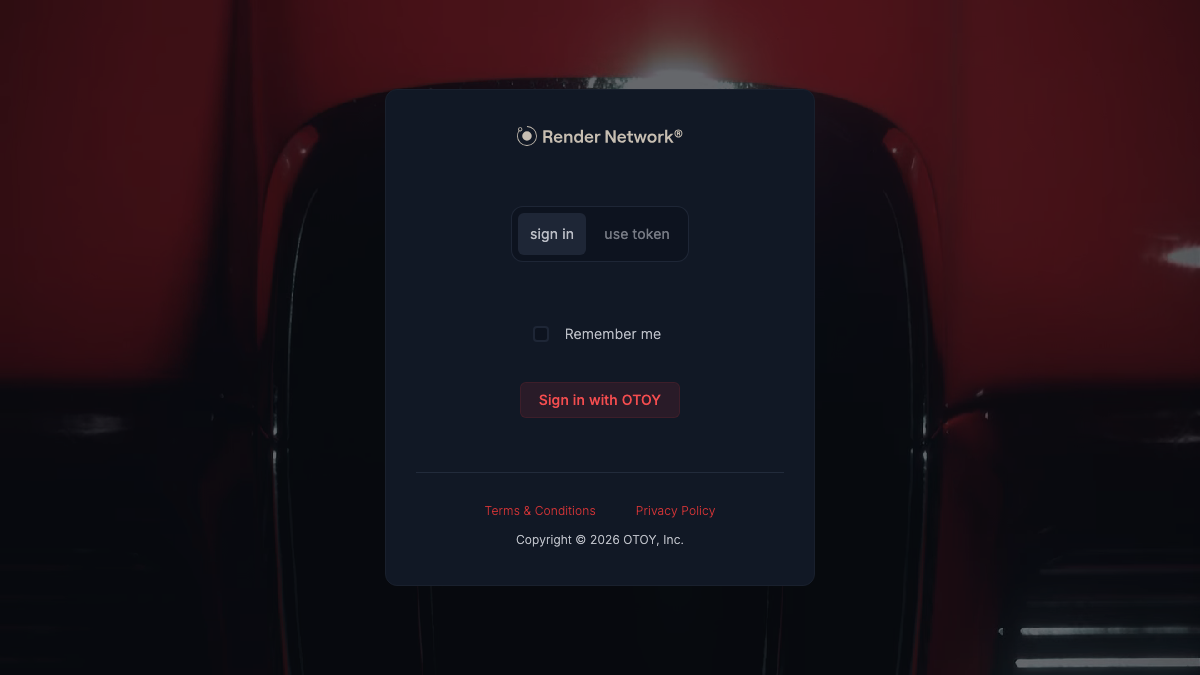 Render Network®
sign in use token
Remember me
Sign in with OTOY
Terms & Conditions Privacy Policy
Copyright © 2026 OTOY, Inc.